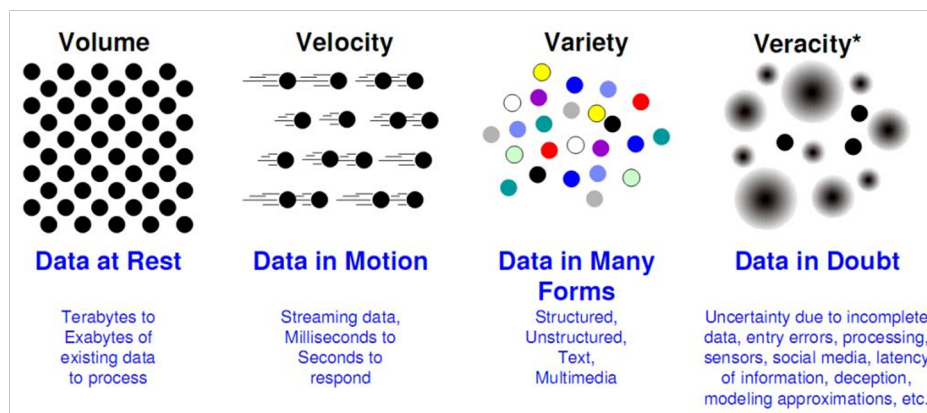 Volume
Data at Rest
Terabytes to
Exabytes of
existing data
to process
Velocity
Data in Motion
Streaming data,
Milliseconds to
Seconds to
respond
Variety
Data in Many
Forms
Structured,
Unstructured,
Text,
Multimedia
Veracity*
Data in Doubt
Uncertainty due to incomplete
data, entry errors, processing,
sensors, social media, latency
of information, deception,
modeling approximations, etc.